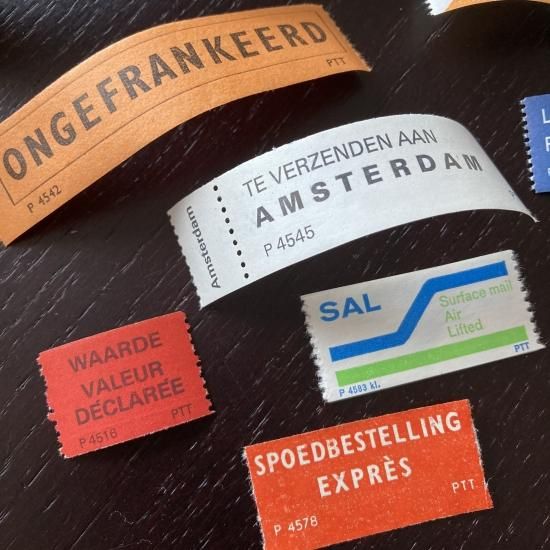 ONGEFRANKEERD
P 4542
PTT
TE VERZENDEN AAN
AMSTERDAM
P 4545
Amsterdam
SAL
Surface mail
Air
Lifted
P 4583 kl.
PTT
WAARDE
VALEUR
DÉCLARÉE
P 4516
PTT
SPOEDBESTELLING
EXPRÈS
P 4578
PTT